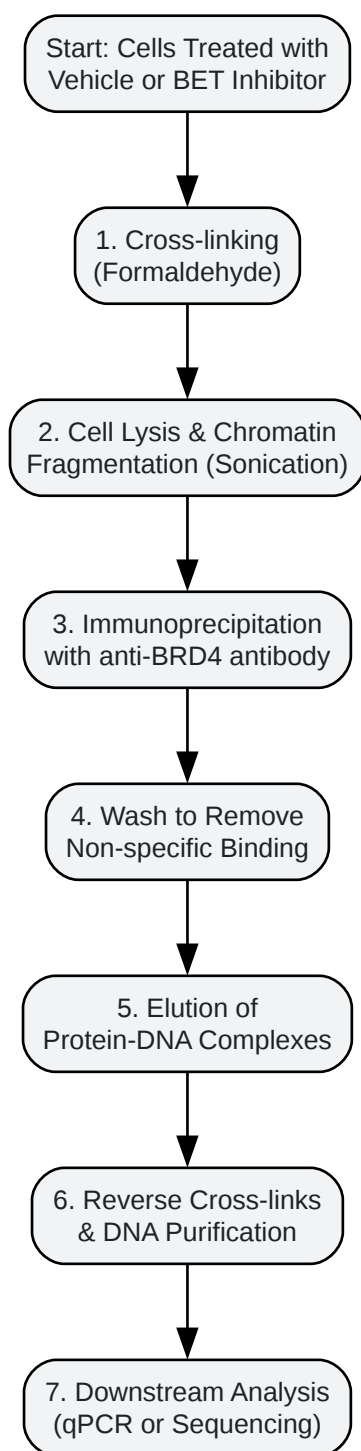 Start: Cells Treated with
Vehicle or BET Inhibitor
1. Cross-linking
(Formaldehyde)
2. Cell Lysis & Chromatin
Fragmentation (Sonication)
3. Immunoprecipitation
with anti-BRD4 antibody
4. Wash to Remove
Non-specific Binding
5. Elution of
Protein-DNA Complexes
6. Reverse Cross-links
& DNA Purification
7. Downstream Analysis
(qPCR or Sequencing)